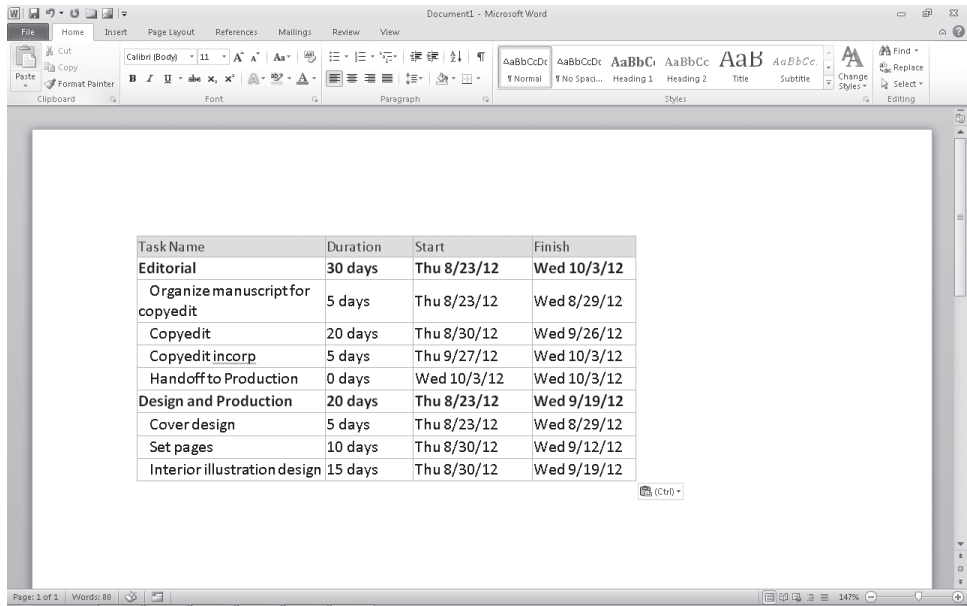 Document1 - Microsoft Word
File Home Insert Page Layout References Mailings Review View
Paste
Cut
Copy
Format Painter
Clipboard
Calibri (Body) 11
Font
Paragraph
AaBbCcDc AaBbCcDc AaBbC AaBbCc AaB AaBbCc.
¶ Normal ¶ No Spaci... Heading 1 Heading 2 Title Subtitle
Change Styles
Styles
Find
Replace
Select
Editing
Task Name Duration Start Finish
Editorial 30 days Thu 8/23/12 Wed 10/3/12
Organize manuscript for
copyedit 5 days Thu 8/23/12 Wed 8/29/12
Copyedit 20 days Thu 8/30/12 Wed 9/26/12
Copyedit incorp 5 days Thu 9/27/12 Wed 10/3/12
Handoff to Production 0 days Wed 10/3/12 Wed 10/3/12
Design and Production 20 days Thu 8/23/12 Wed 9/19/12
Cover design 5 days Thu 8/23/12 Wed 8/29/12
Set pages 10 days Thu 8/30/12 Wed 9/12/12
Interior illustration design 15 days Thu 8/30/12 Wed 9/19/12
(Ctrl)
Page: 1 of 1 Words: 80 147%